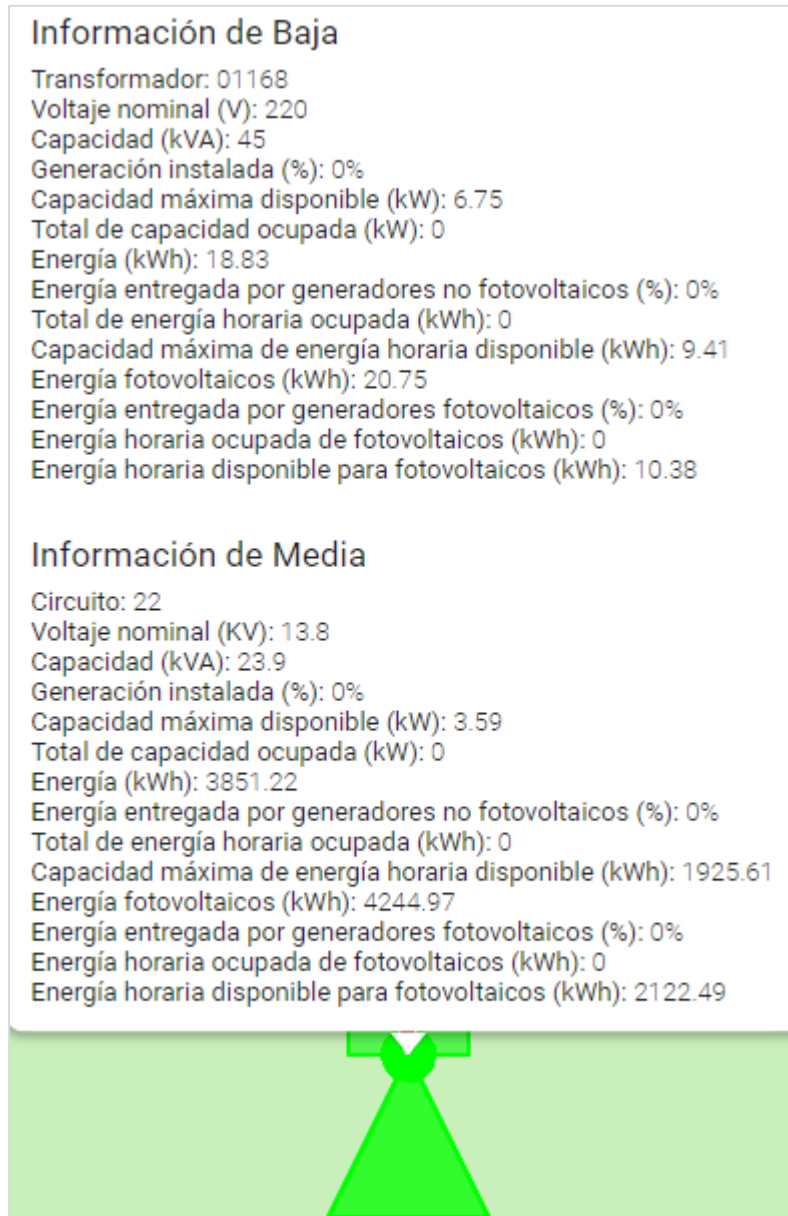 Información de Baja
Transformador: 01168
Voltaje nominal (V): 220
Capacidad (kVA): 45
Generación instalada (%): 0%
Capacidad máxima disponible (kW): 6.75
Total de capacidad ocupada (kW): 0
Energía (kWh): 18.83
Energía entregada por generadores no fotovoltaicos (%): 0%
Total de energía horaria ocupada (kWh): 0
Capacidad máxima de energía horaria disponible (kWh): 9.41
Energía fotovoltaicos (kWh): 20.75
Energía entregada por generadores fotovoltaicos (%): 0%
Energía horaria ocupada de fotovoltaicos (kWh): 0
Energía horaria disponible para fotovoltaicos (kWh): 10.38
Información de Media
Circuito: 22
Voltaje nominal (KV): 13.8
Capacidad (kVA): 23.9
Generación instalada (%): 0%
Capacidad máxima disponible (kW): 3.59
Total de capacidad ocupada (kW): 0
Energía (kWh): 3851.22
Energía entregada por generadores no fotovoltaicos (%): 0%
Total de energía horaria ocupada (kWh): 0
Capacidad máxima de energía horaria disponible (kWh): 1925.61
Energía fotovoltaicos (kWh): 4244.97
Energía entregada por generadores fotovoltaicos (%): 0%
Energía horaria ocupada de fotovoltaicos (kWh): 0
Energía horaria disponible para fotovoltaicos (kWh): 2122.49